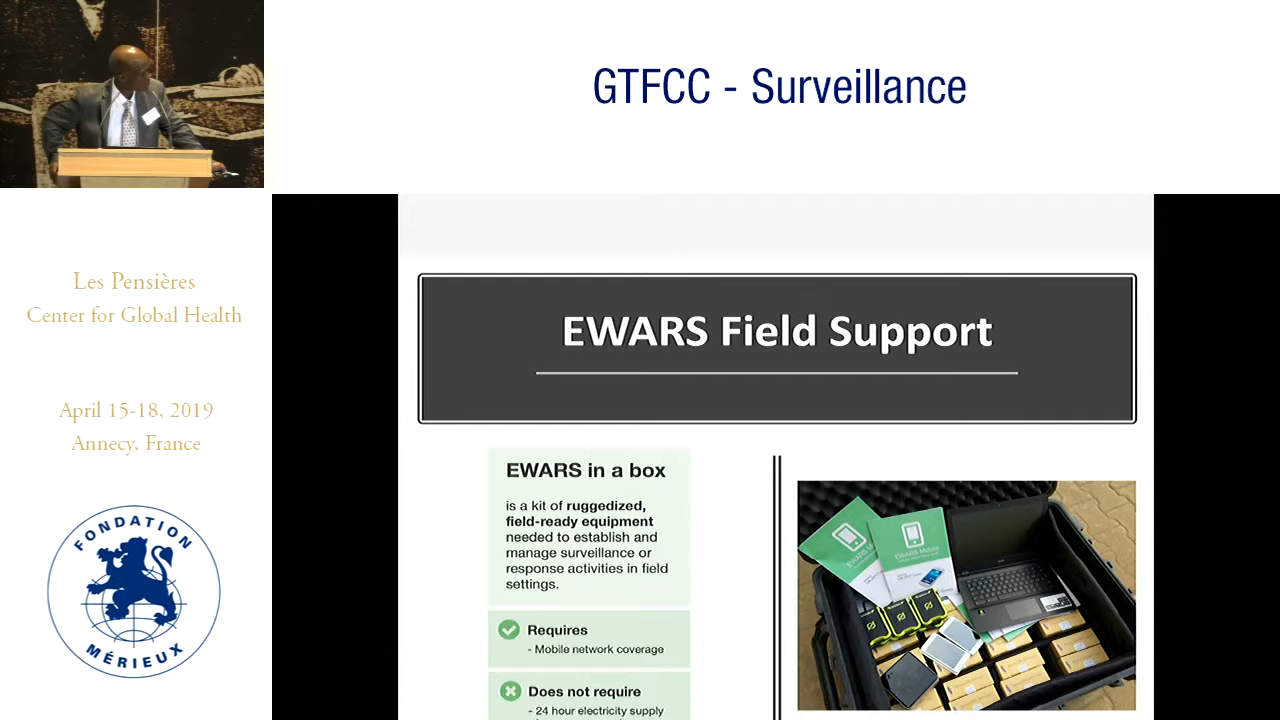 GTFCC - Surveillance
Les Pensières
Center for Global Health
April 15-18, 2019
Annecy, France
FONDATION
MÉRIEUX
EWARS Field Support
EWARS in a box
is a kit of ruggedized,
field-ready equipment
needed to establish and
manage surveillance or
response activities in field
settings.
Requires
- Mobile network coverage
Does not require
- 24 hour electricity supply
EWARS Mobile